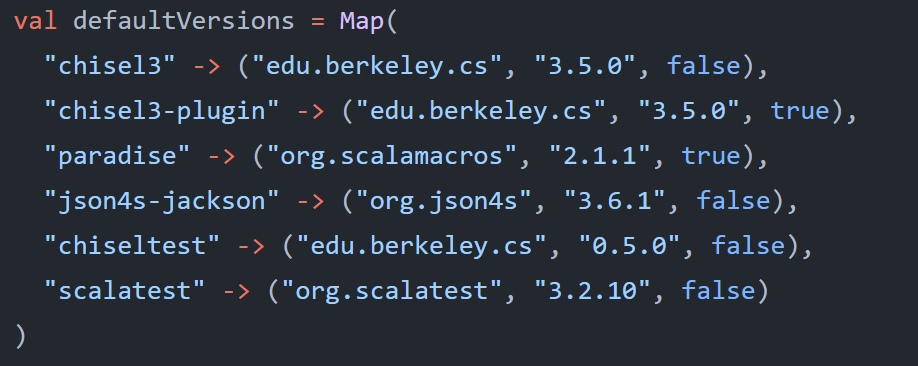 val defaultVersions = Map(
  "chisel3" -> ("edu.berkeley.cs", "3.5.0", false),
  "chisel3-plugin" -> ("edu.berkeley.cs", "3.5.0", true),
  "paradise" -> ("org.scalamacros", "2.1.1", true),
  "json4s-jackson" -> ("org.json4s", "3.6.1", false),
  "chiseltest" -> ("edu.berkeley.cs", "0.5.0", false),
  "scalatest" -> ("org.scalatest", "3.2.10", false)
)